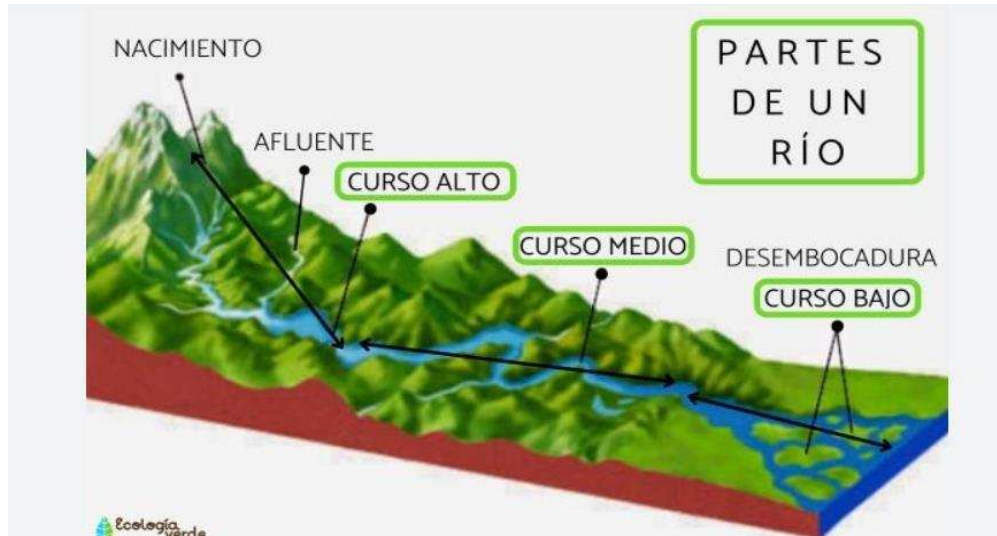 NACIMIENTO
AFLUENTE
CURSO ALTO
CURSO MEDIO
DESEMBOCADURA
CURSO BAJO
PARTES
DE UN
RÍO
Ecología
verde